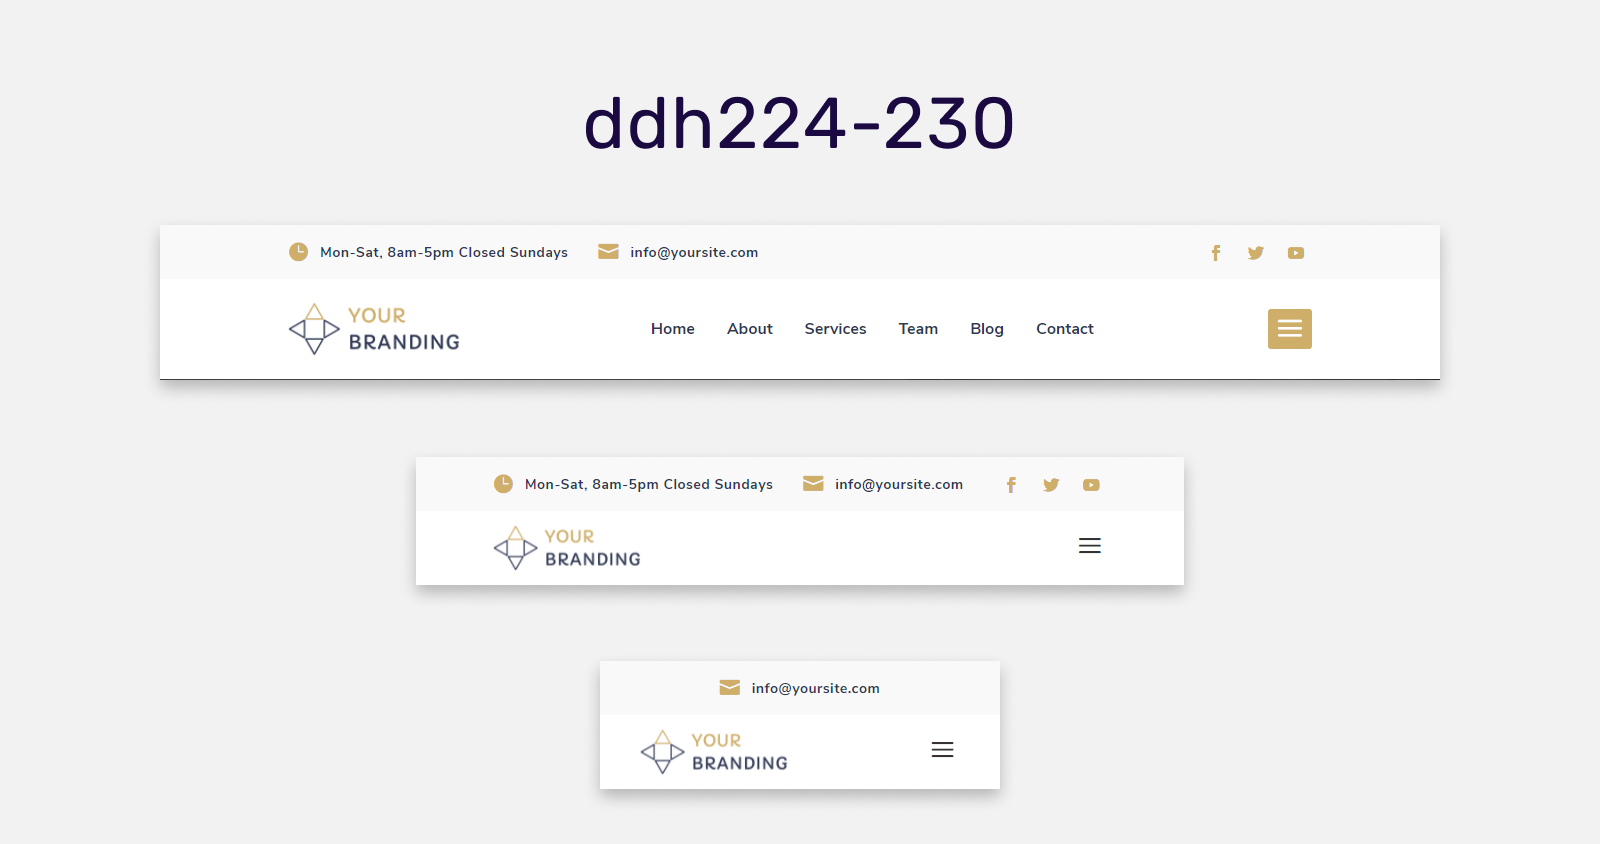 ddh224-230
Mon-Sat, 8am-5pm Closed Sundays info@yoursite.com
YOUR
BRANDING
Home About Services Team Blog Contact
Mon-Sat, 8am-5pm Closed Sundays info@yoursite.com
YOUR
BRANDING
info@yoursite.com
YOUR
BRANDING